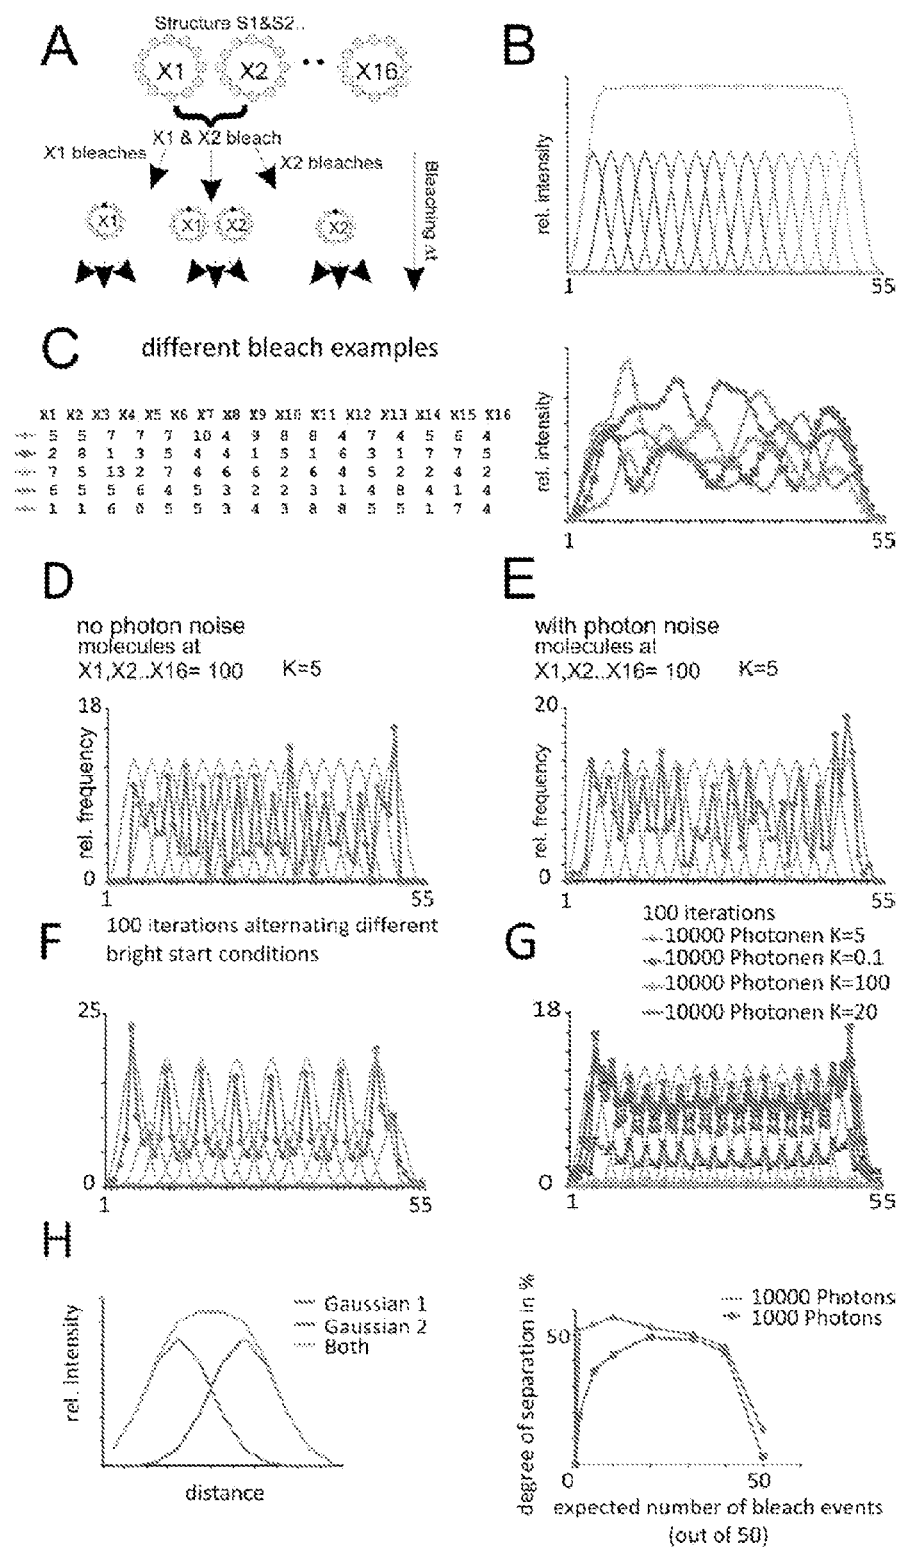 A
Structure S1&S2..
X1 X2 ·· X16
X1 & X2 bleach
X1 bleaches
X2 bleaches
Bleaching Δt
X1 X1 X2 X2
B
rel. intensity
1 55
C
different bleach examples
X1 X2 X3 X4 X5 X6 X7 X8 X9 X10 X11 X12 X13 X14 X15 X16
5 5 7 7 7 10 4 9 8 8 4 7 4 5 6 4
2 8 1 3 5 4 4 1 5 1 6 3 1 7 7 5
7 5 13 2 7 4 6 6 2 6 4 5 2 2 4 2
6 5 5 6 4 5 3 2 2 3 1 4 8 4 1 4
1 1 6 0 5 5 3 4 3 8 8 5 5 1 7 4
rel. intensity
1 55
D
no photon noise
molecules at
X1,X2..X16= 100 K=5
18
rel. frequency
0
1 55
E
with photon noise
molecules at
X1,X2..X16= 100 K=5
20
rel. frequency
0
1 55
F
100 iterations alternating different
bright start conditions
25
0
1 55
G
100 iterations
10000 Photonen K=5
10000 Photonen K=0.1
10000 Photonen K=100
10000 Photonen K=20
18
0
1 55
H
rel. intensity
Gaussian 1
Gaussian 2
Both
distance
degree of separation in %
10000 Photons
1000 Photons
50
0 50
expected number of bleach events
(out of 50)